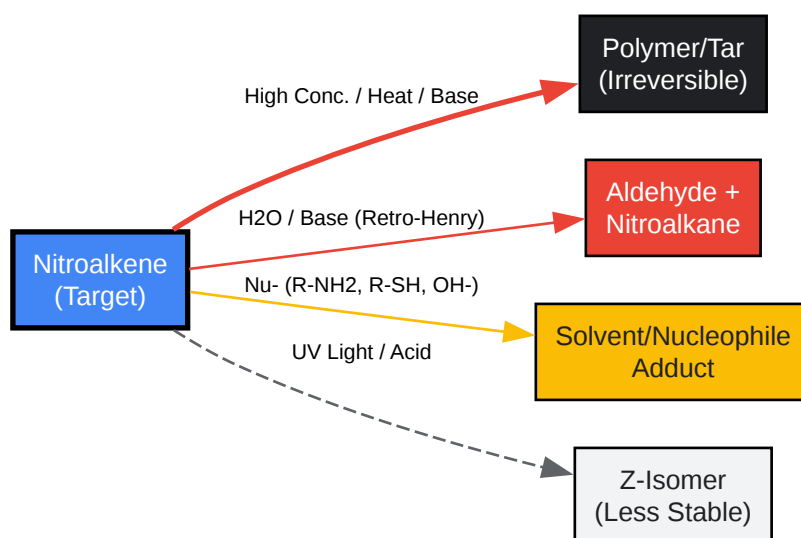 Polymer/Tar
(Irreversible)
High Conc. / Heat / Base
Aldehyde +
Nitroalkane
H2O / Base (Retro-Henry)
Nitroalkene
(Target)
Nu- (R-NH2, R-SH, OH-)
Solvent/Nucleophile
Adduct
UV Light / Acid
Z-Isomer
(Less Stable)